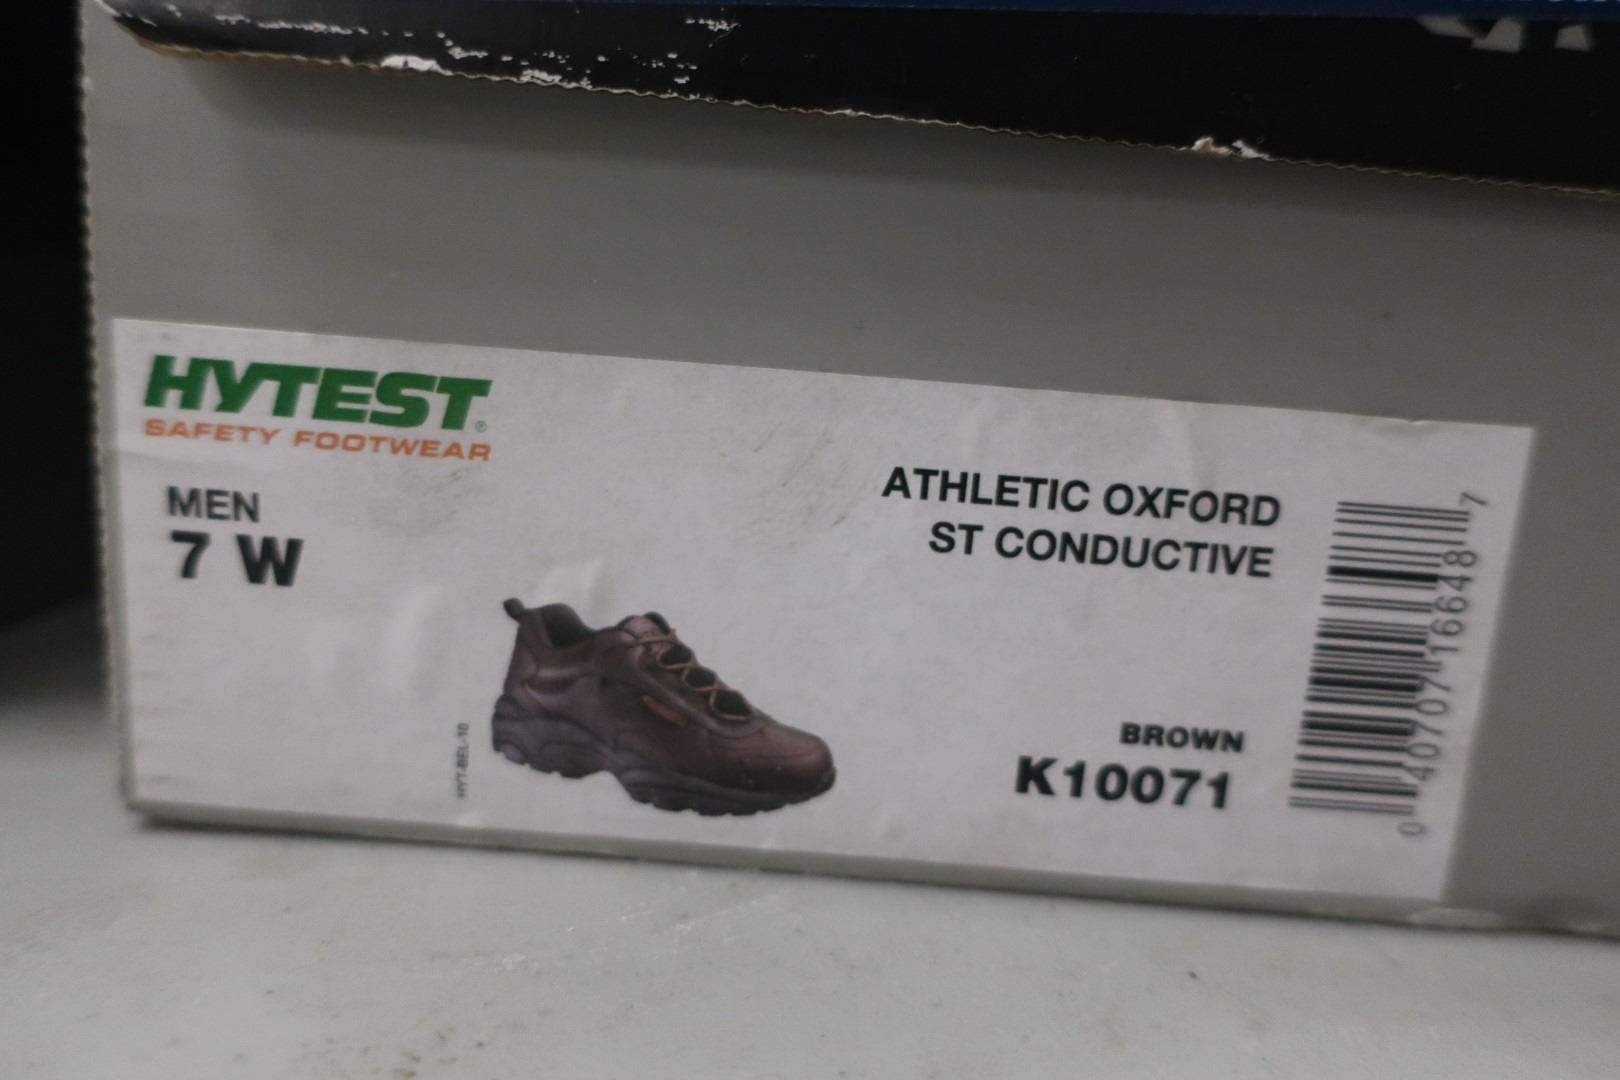 HYTEST®
SAFETY FOOTWEAR
MEN
7 W
ATHLETIC OXFORD
ST CONDUCTIVE
HYT-BEL-10
BROWN
K10071
0 40707 16648 7